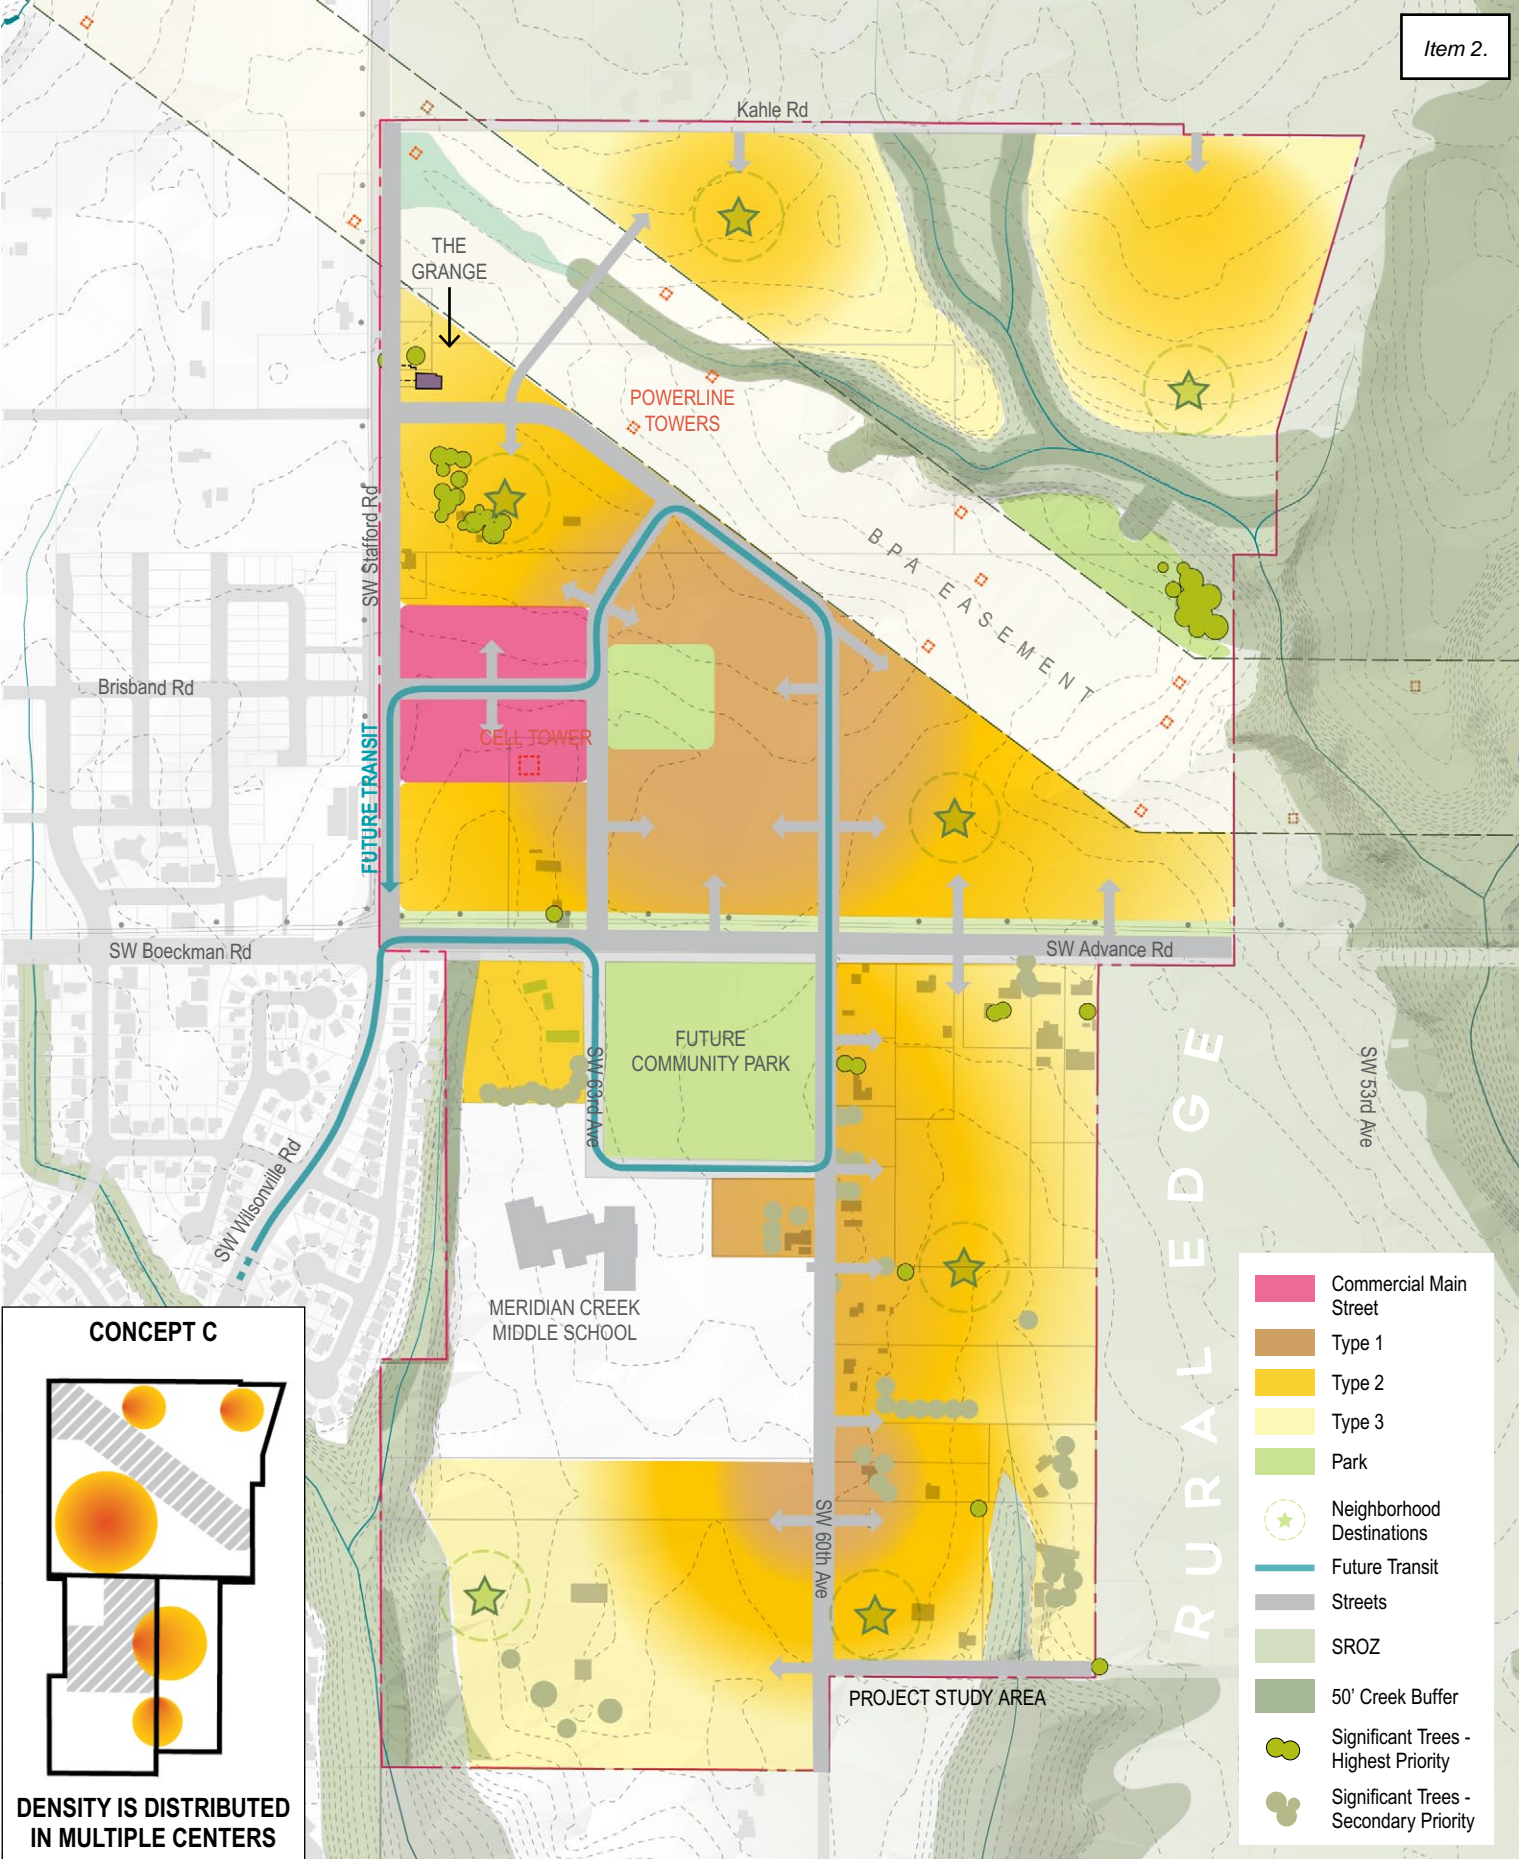 Item 2.
Kahle Rd
THE
GRANGE
POWERLINE
TOWERS
SW Stafford Rd
BPA EASEMENT
Brisband Rd
CELL TOWER
FUTURE TRANSIT
SW Boeckman Rd
SW Advance Rd
FUTURE
COMMUNITY PARK
SW 63rd Ave
SW 53rd Ave
RURAL EDGE
SW Wilsonville Rd
MERIDIAN CREEK
MIDDLE SCHOOL
SW 60th Ave
PROJECT STUDY AREA
CONCEPT C
DENSITY IS DISTRIBUTED
IN MULTIPLE CENTERS
Commercial Main
Street
Type 1
Type 2
Type 3
Park
Neighborhood
Destinations
Future Transit
Streets
SROZ
50’ Creek Buffer
Significant Trees -
Highest Priority
Significant Trees -
Secondary Priority